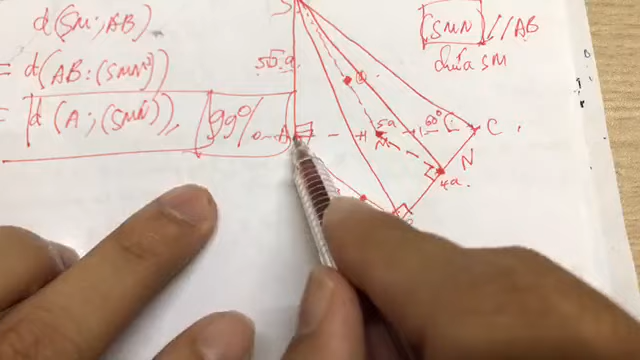 d(SM; AB)
= d(AB; (SMN))
= d(A; (SMN)), 99%
S
5√3.a
A
5a
M
60°
C
N
4a.
B
(SMN) // AB
chứa SM